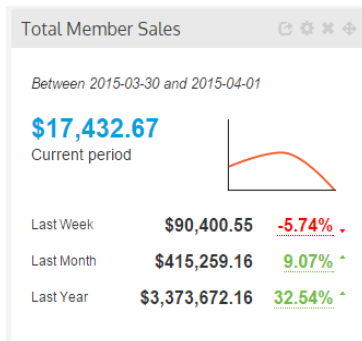 Total Member Sales
Between 2015-03-30 and 2015-04-01
$17,432.67
Current period
Last Week $90,400.55 -5.74%
Last Month $415,259.16 9.07%
Last Year $3,373,672.16 32.54%